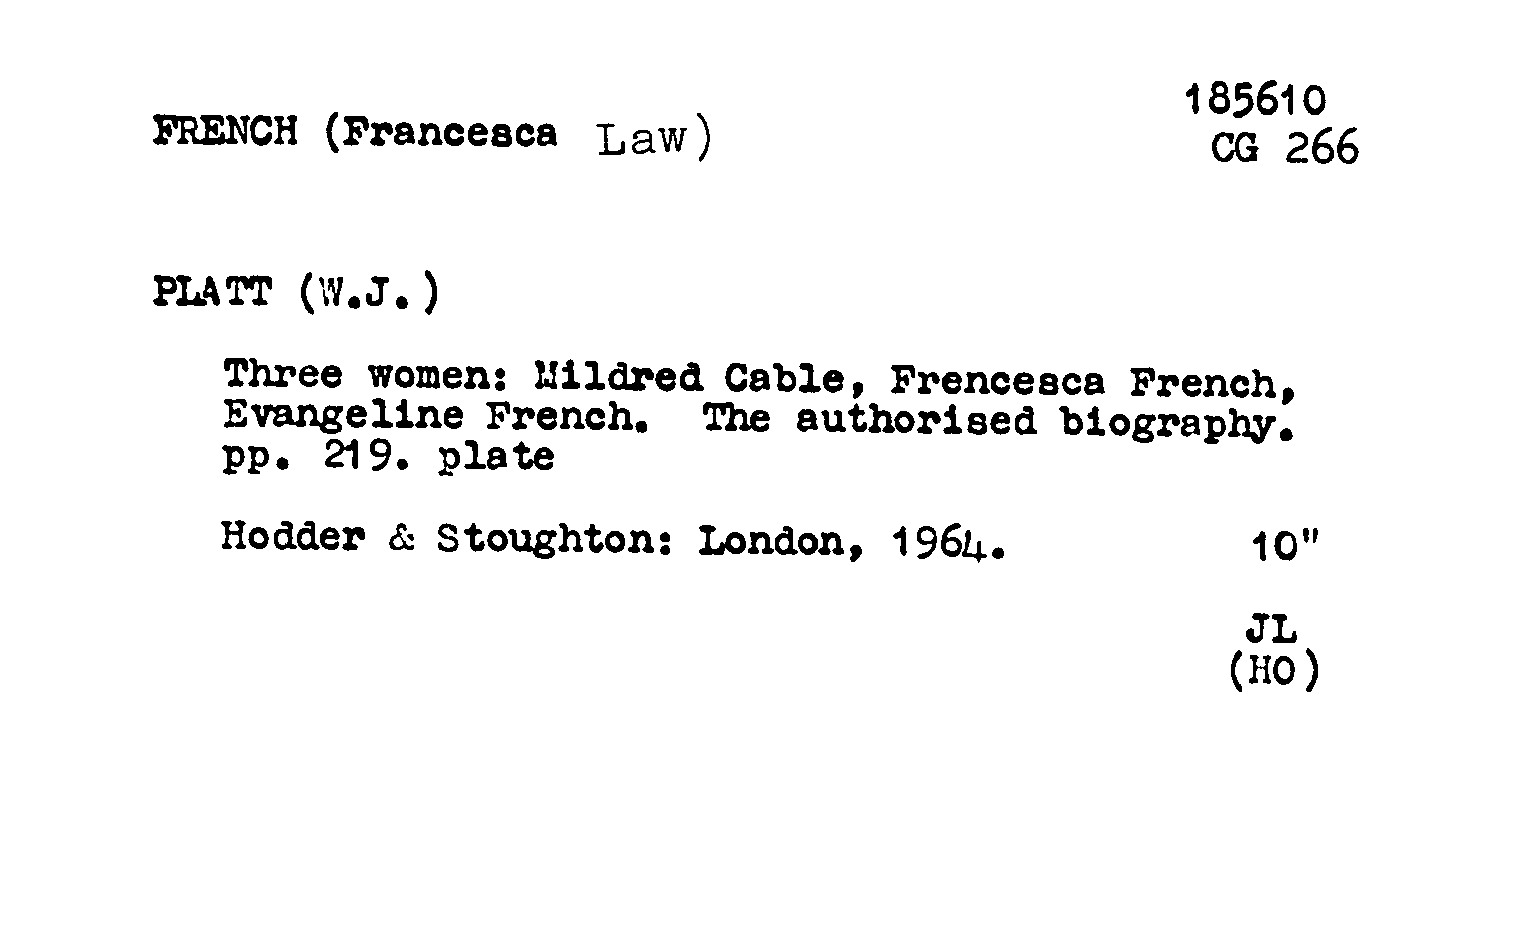 185610
FRENCH (Francesca Law)
CG 266
PLATT (W.J.)
Three women: Mildred Cable, Frencesca French,
Evangeline French. The authorised biography.
pp. 219. plate
Hodder & Stoughton: London, 1964. 10"
JL
(HO)